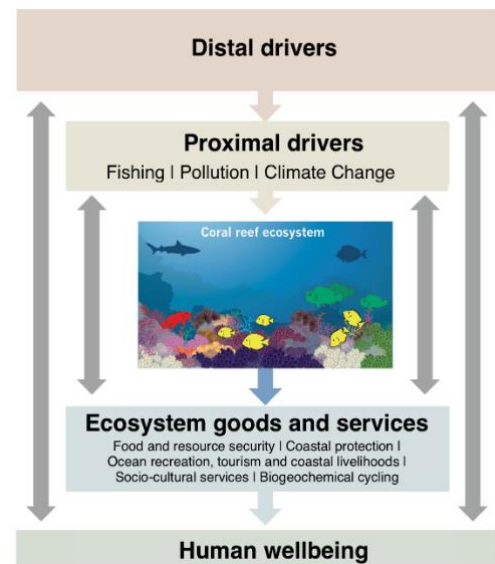 Distal drivers
Proximal drivers
Fishing | Pollution | Climate Change
Coral reef ecosystem
Ecosystem goods and services
Food and resource security | Coastal protection |
Ocean recreation, tourism and coastal livelihoods |
Socio-cultural services | Biogeochemical cycling
Human wellbeing